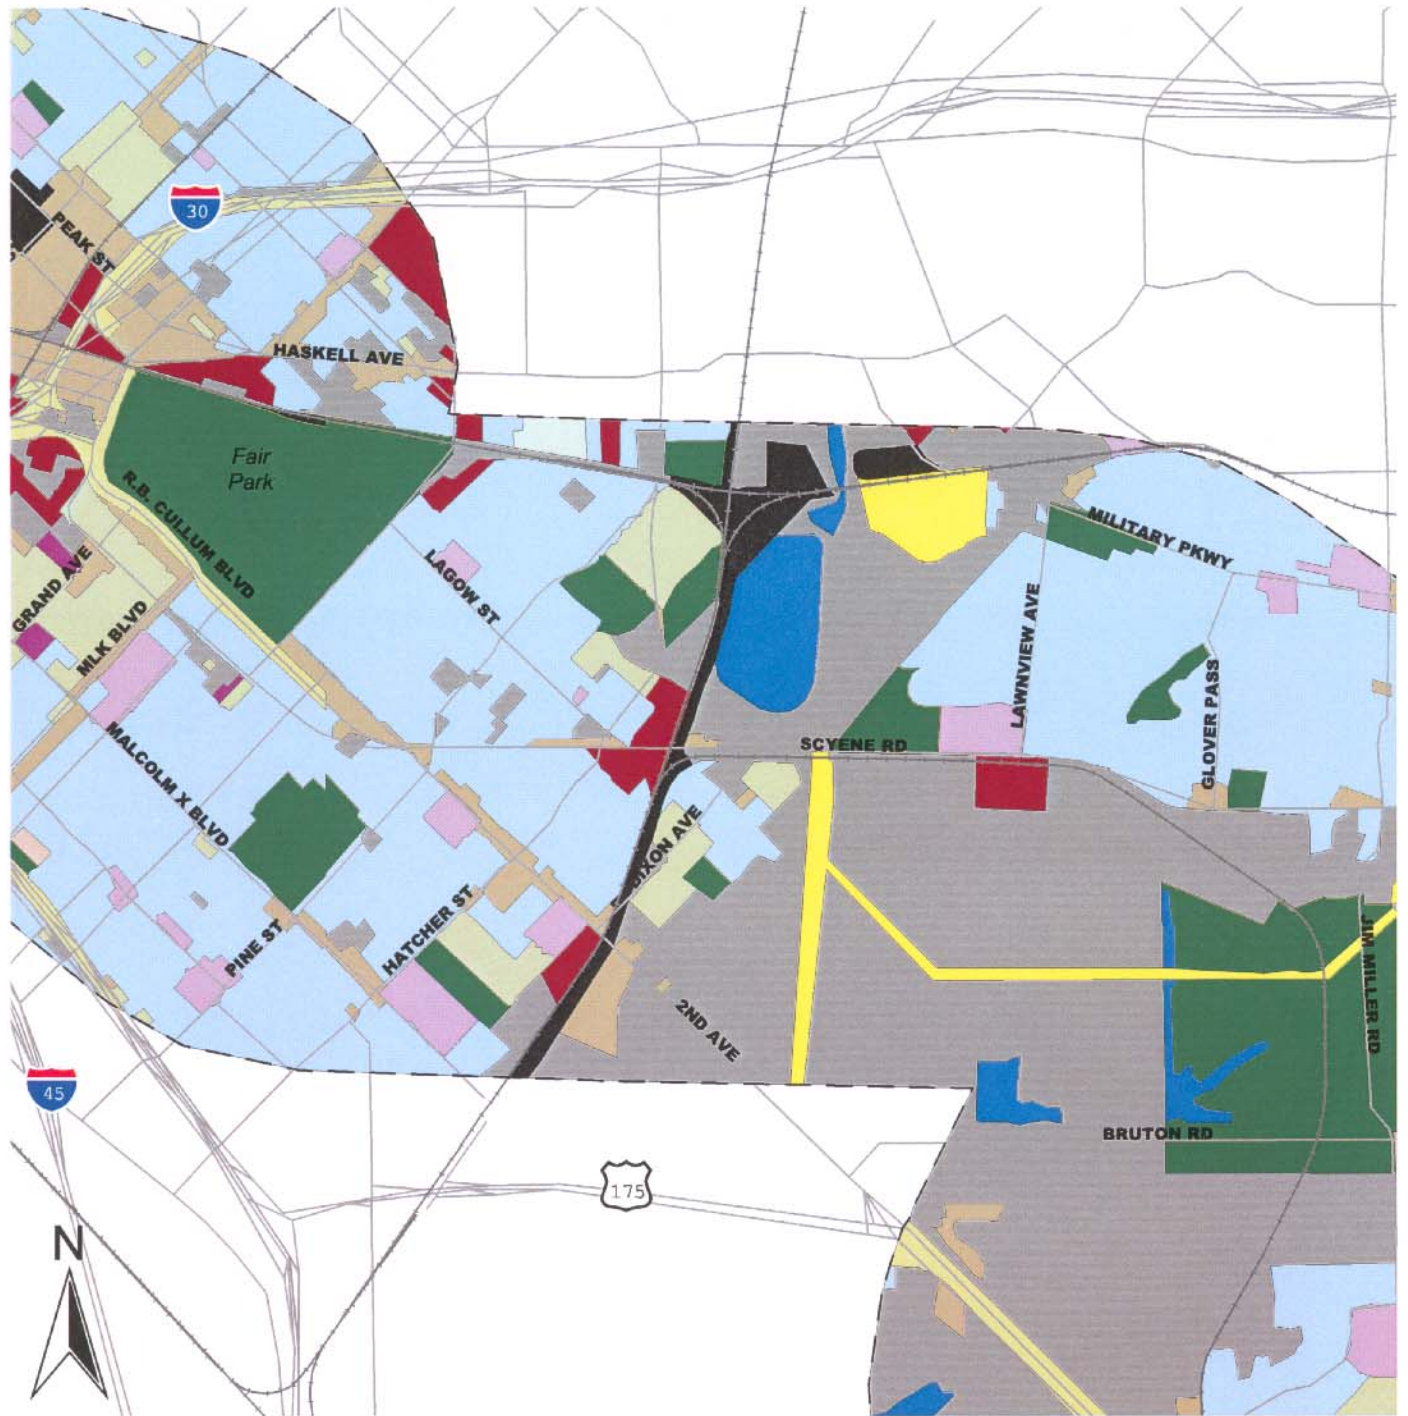 30
PEAK ST
HASKELL AVE
Fair
Park
R.B. CULLUM BLVD
GRAND AVE
MLK BLVD
LAGOW ST
MILITARY PKWY
LAWNVIEW AVE
GLOVER PASS
SCYENE RD
MALCOLM X BLVD
DIXON AVE
HATCHER ST
PINE ST
2ND AVE
JIM MILLER RD
45
BRUTON RD
175
N